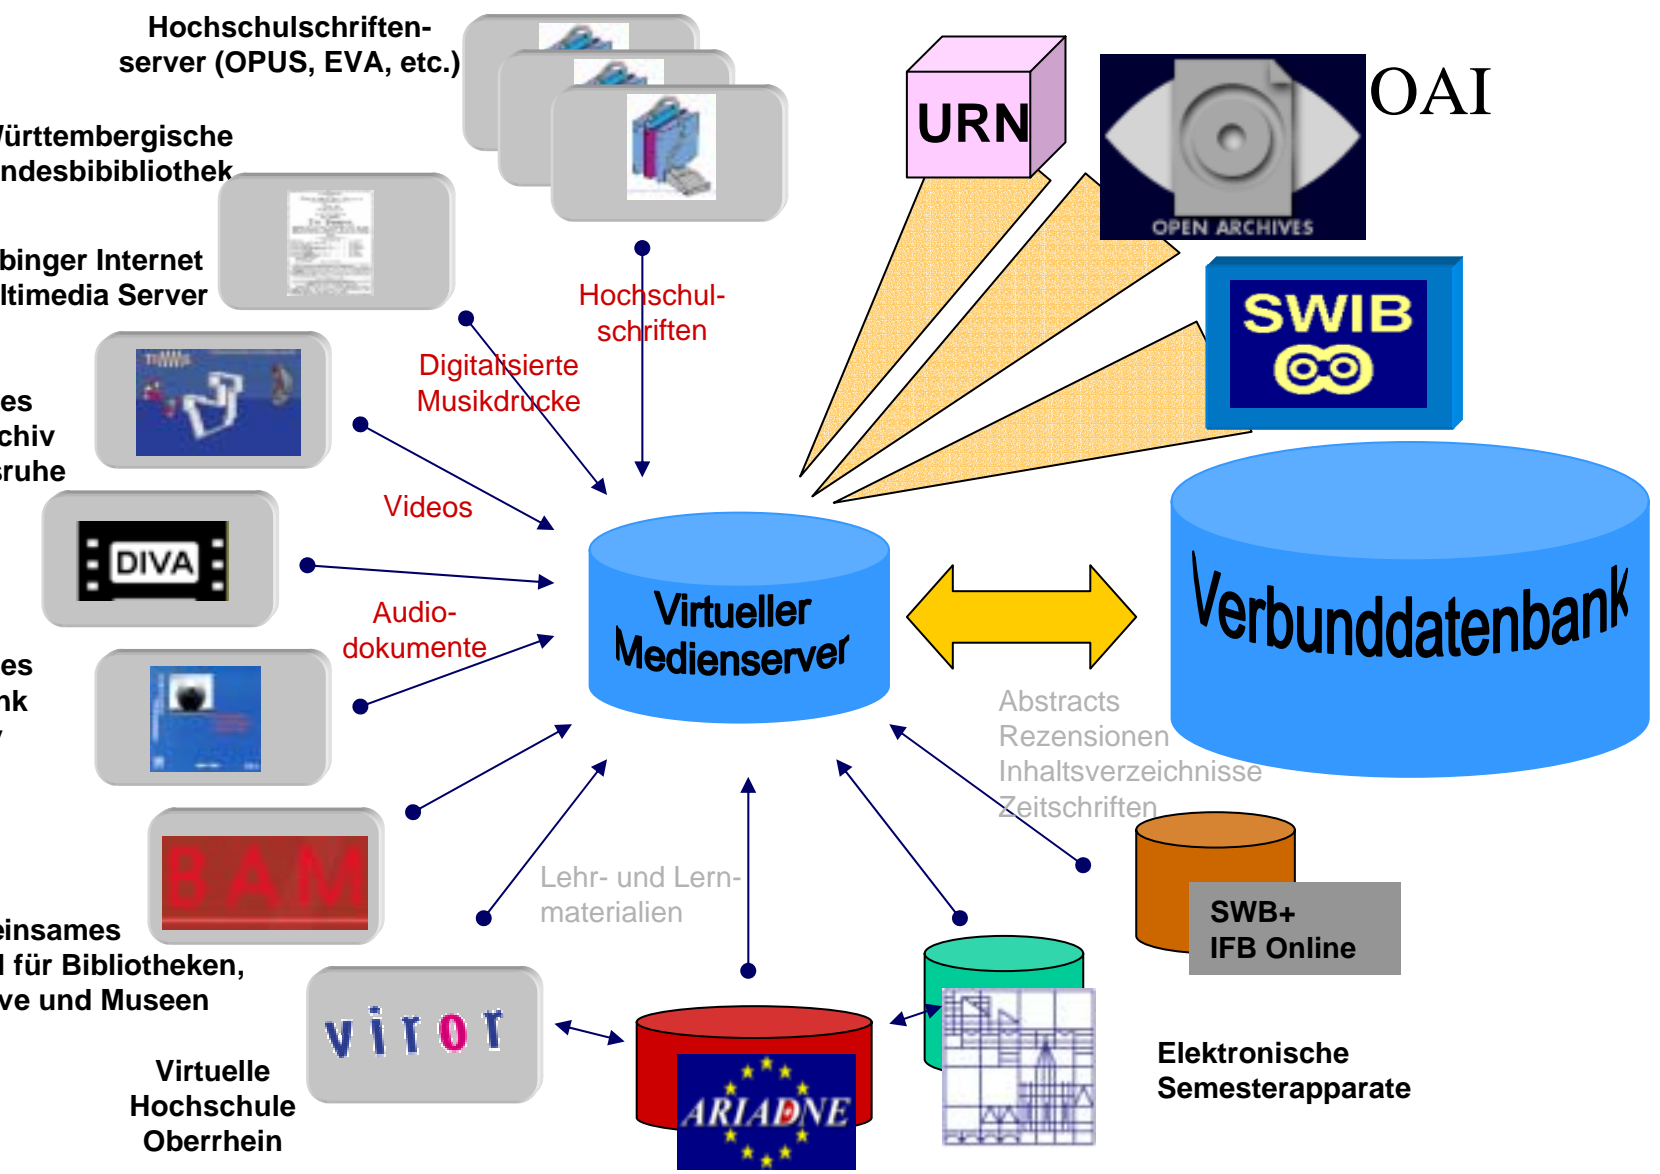 Hochschulschriften-
server (OPUS, EVA, etc.)
ürttembergische
ndesbibibliothek
binger Internet
ltimedia Server
es
chiv
sruhe
es
nk
einsames
l für Bibliotheken,
ve und Museen
Virtuelle
Hochschule
Oberrhein
DIVA
BAM
viror
ARIADNE
Hochschul-
schriften
Digitalisierte
Musikdrucke
Videos
Audio-
dokumente
Lehr- und Lern-
materialien
Virtueller
Medienserver
URN
OAI
OPEN ARCHIVES
SWIB
Verbunddatenbank
Abstracts
Rezensionen
Inhaltsverzeichnisse
Zeitschriften
SWB+
IFB Online
Elektronische
Semesterapparate